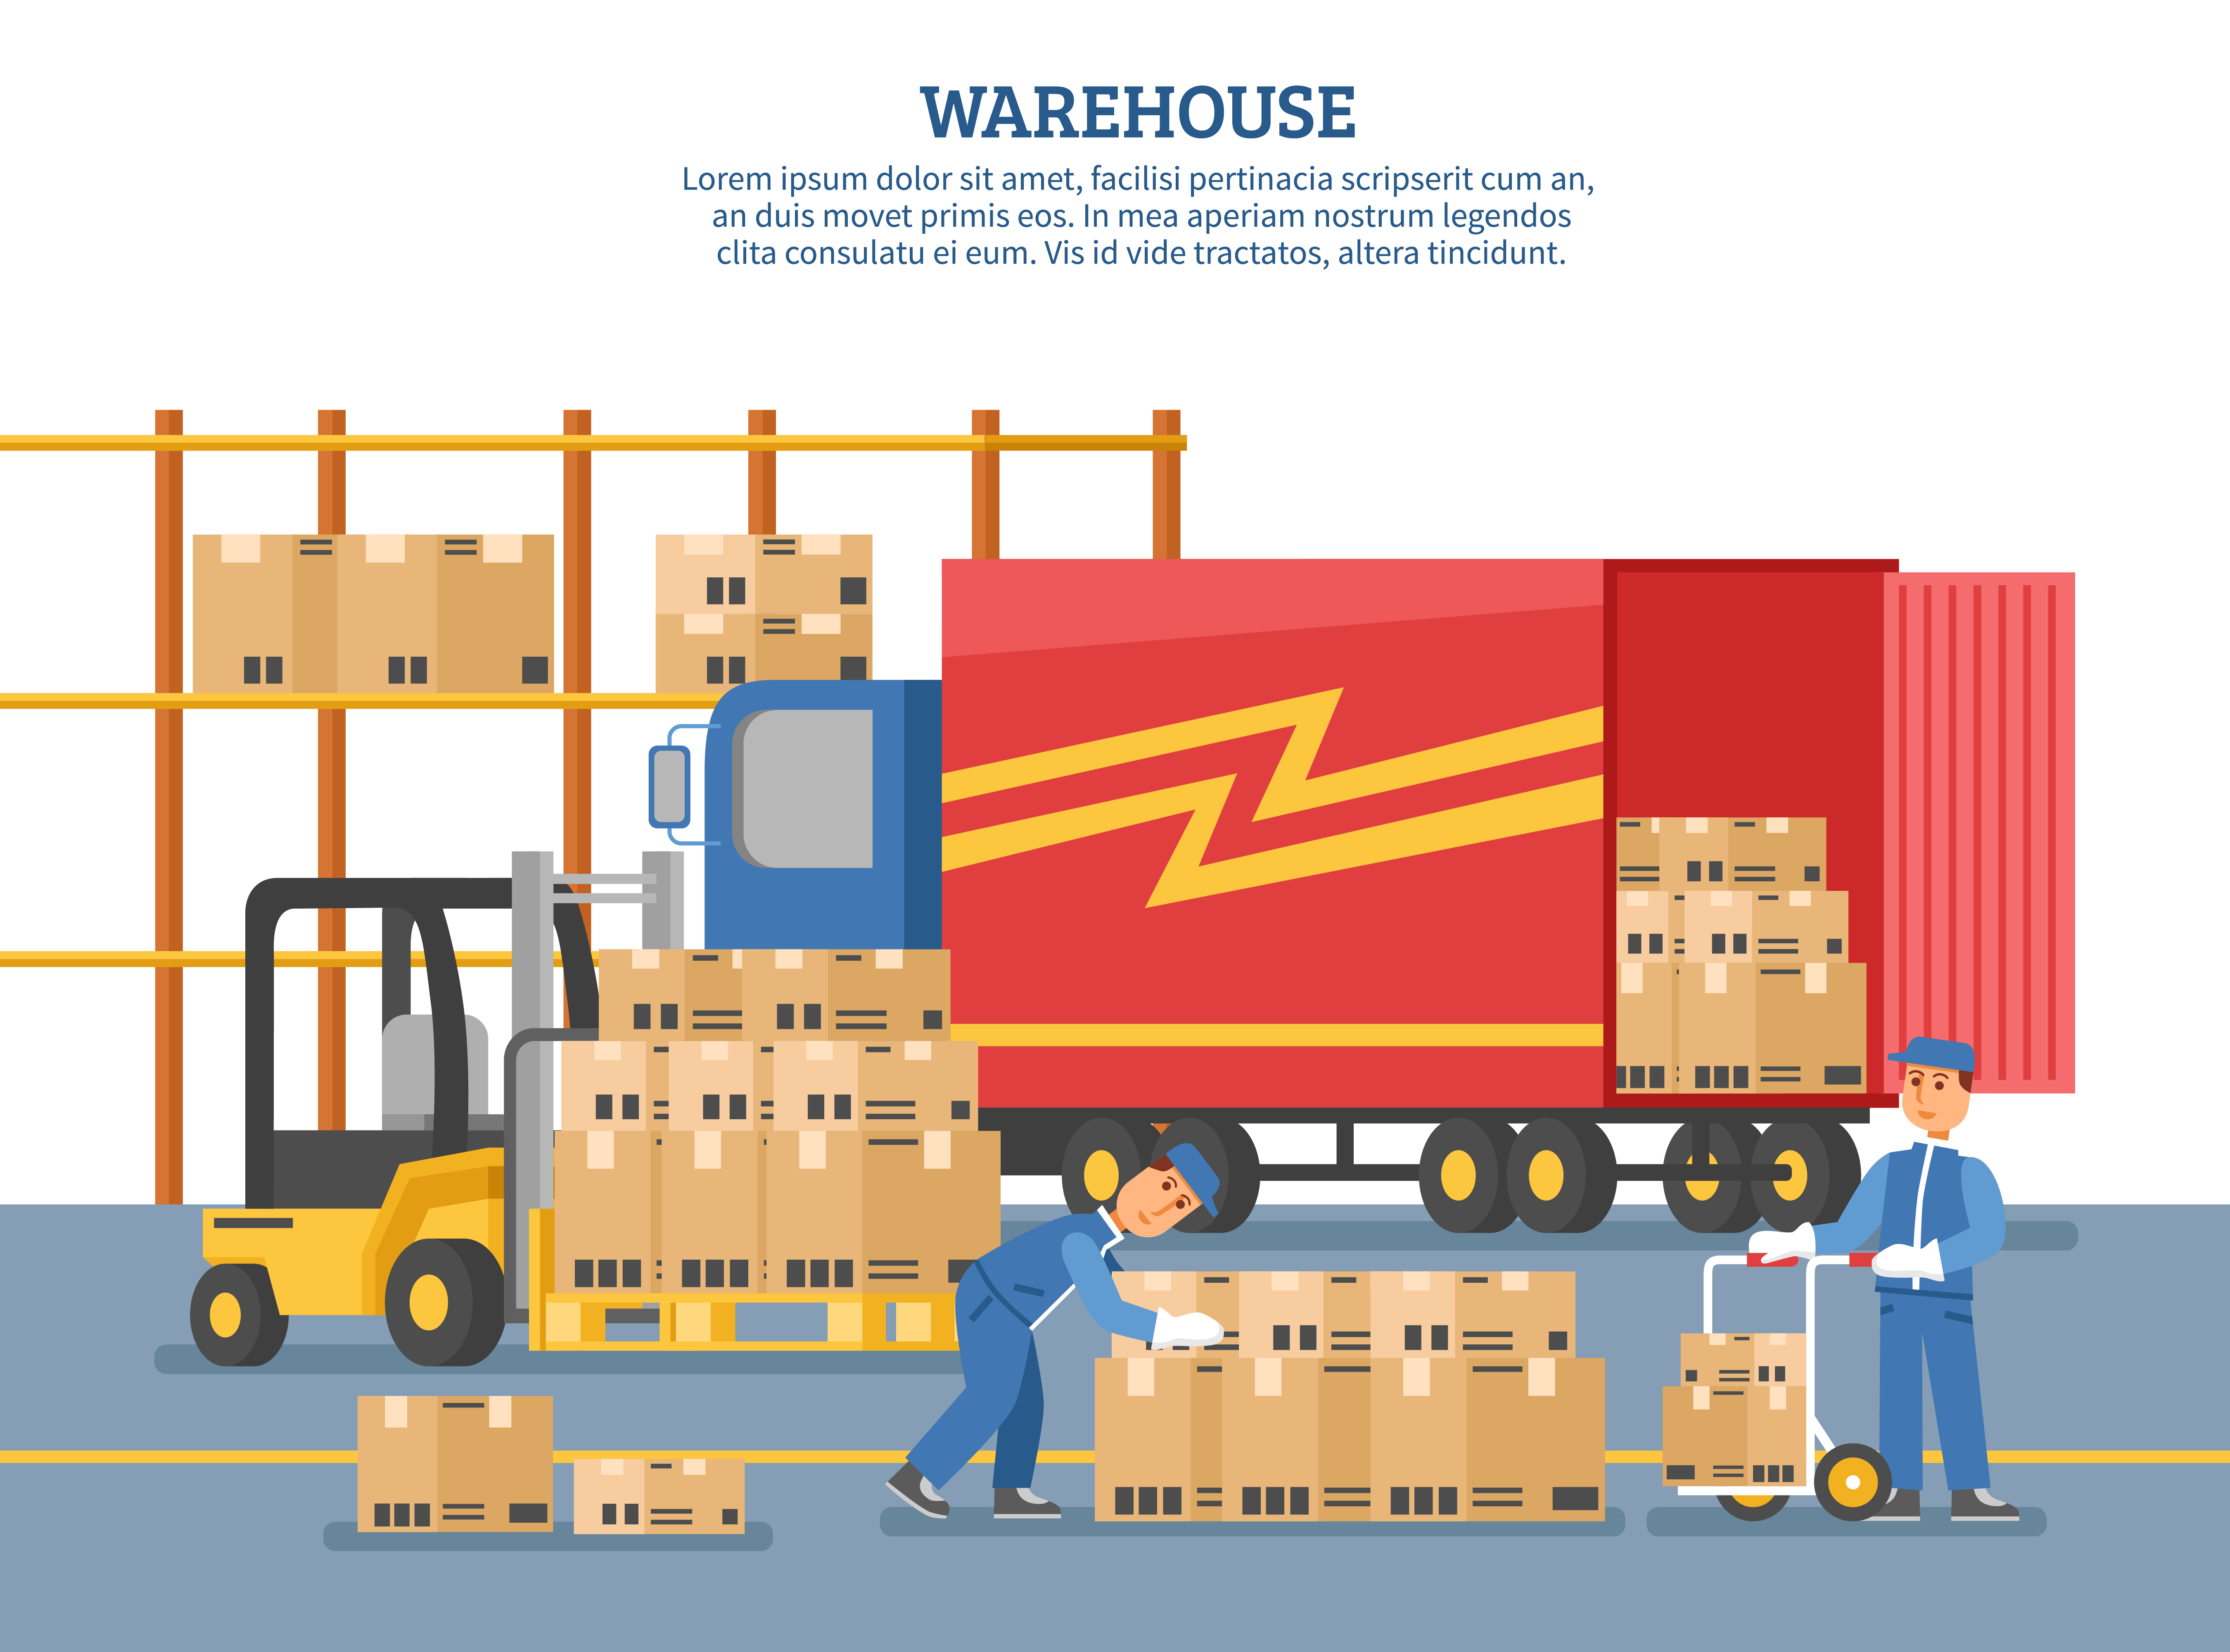 WAREHOUSE
Lorem ipsum dolor sit amet, facilisi pertinacia scripserit cum an,
an duis movet primis eos. In mea aperiam nostrum legendos
clita consulatu ei eum. Vis id vide tractatos, altera tincidunt.